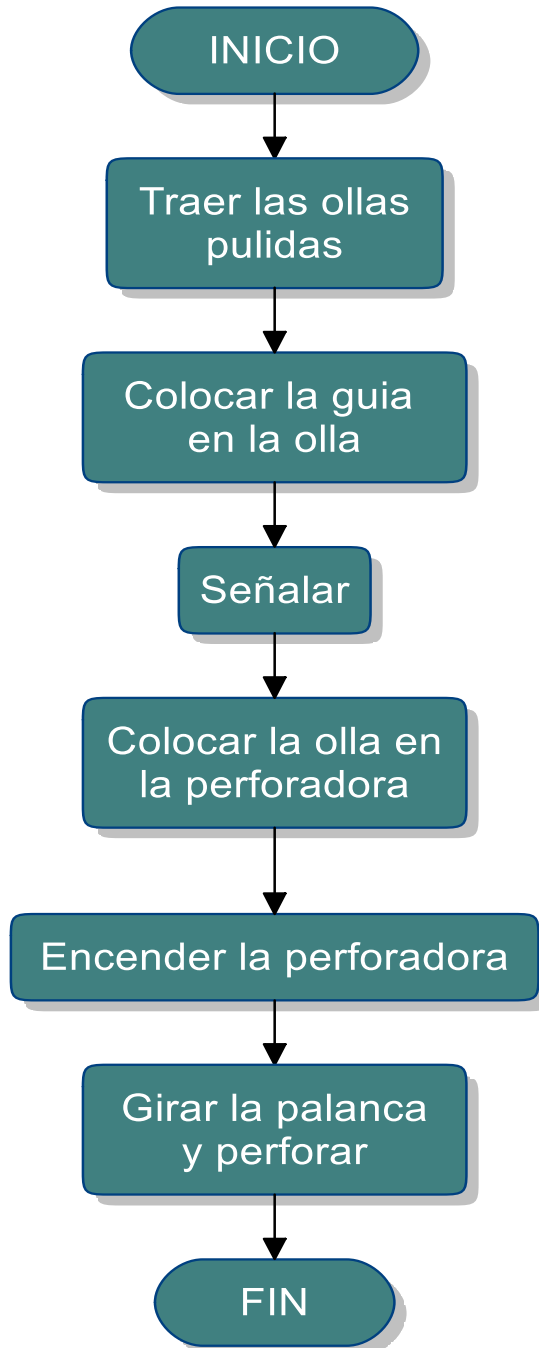 INICIO
Traer las ollas
pulidas
Colocar la guia
en la olla
Señalar
Colocar la olla en
la perforadora
Encender la perforadora
Girar la palanca
y perforar
FIN